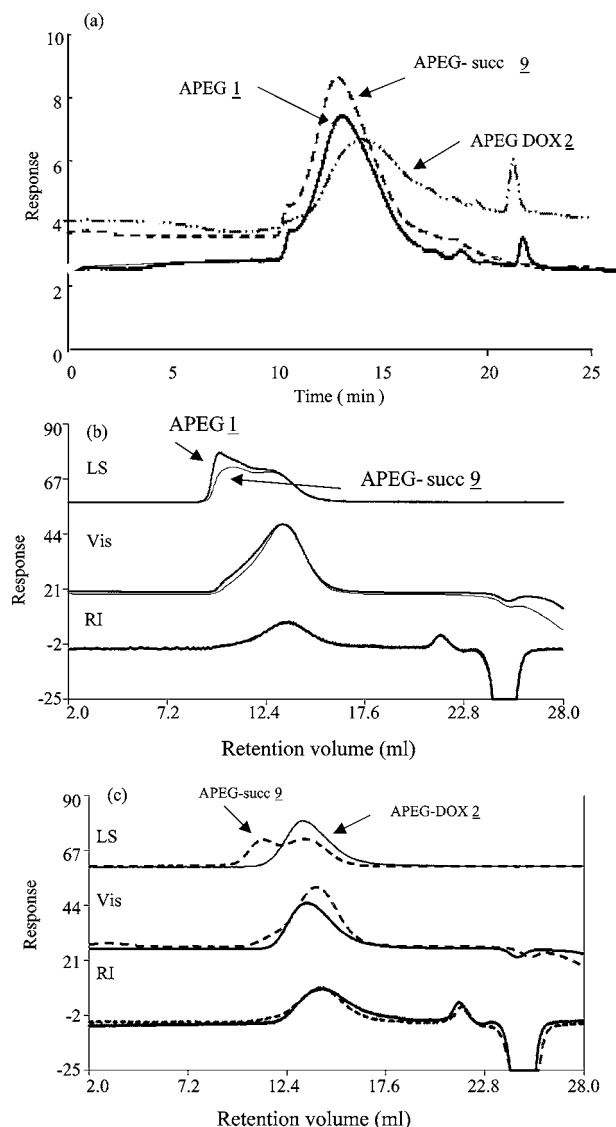 (a)
10
APEG- succ 9
APEG 1
8
APEG DOX 2
6
Response
4
2
0
0 5 10 15 20 25
Time ( min )
90
(b)
APEG 1
LS
67
APEG- succ 9
44
Vis
Response
21
RI
-2
-25
2.0 7.2 12.4 17.6 22.8 28.0
Retention volume (ml)
90
(c)
APEG-succ 9
APEG-DOX 2
LS
67
Vis
44
Response
21
RI
-2
-25
2.0 7.2 12.4 17.6 22.8 28.0
Retention volume (ml)